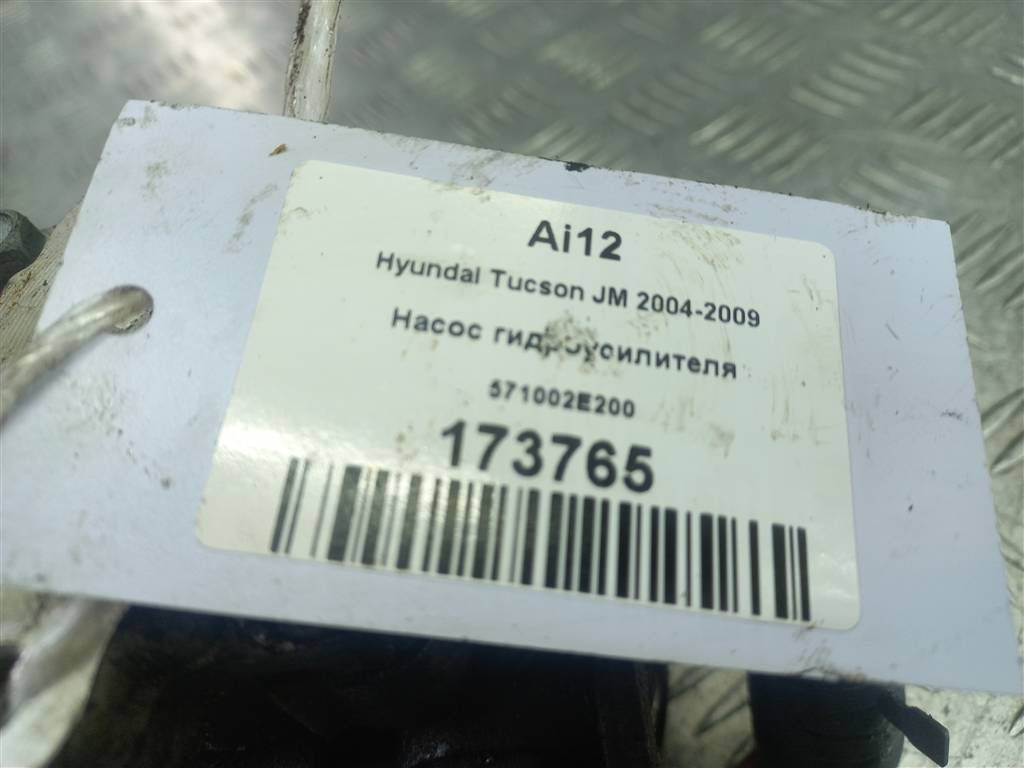 Ai12
Hyundai Tucson JM 2004-2009
Насос гидроусилителя
571002E200
173765